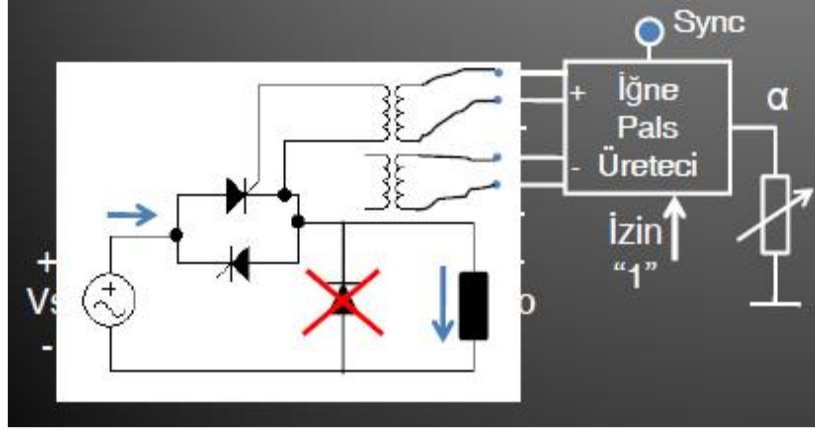 Sync
+ İğne
Pals
- Üreteci
α
İzin
“1”
+
Vs
-
o